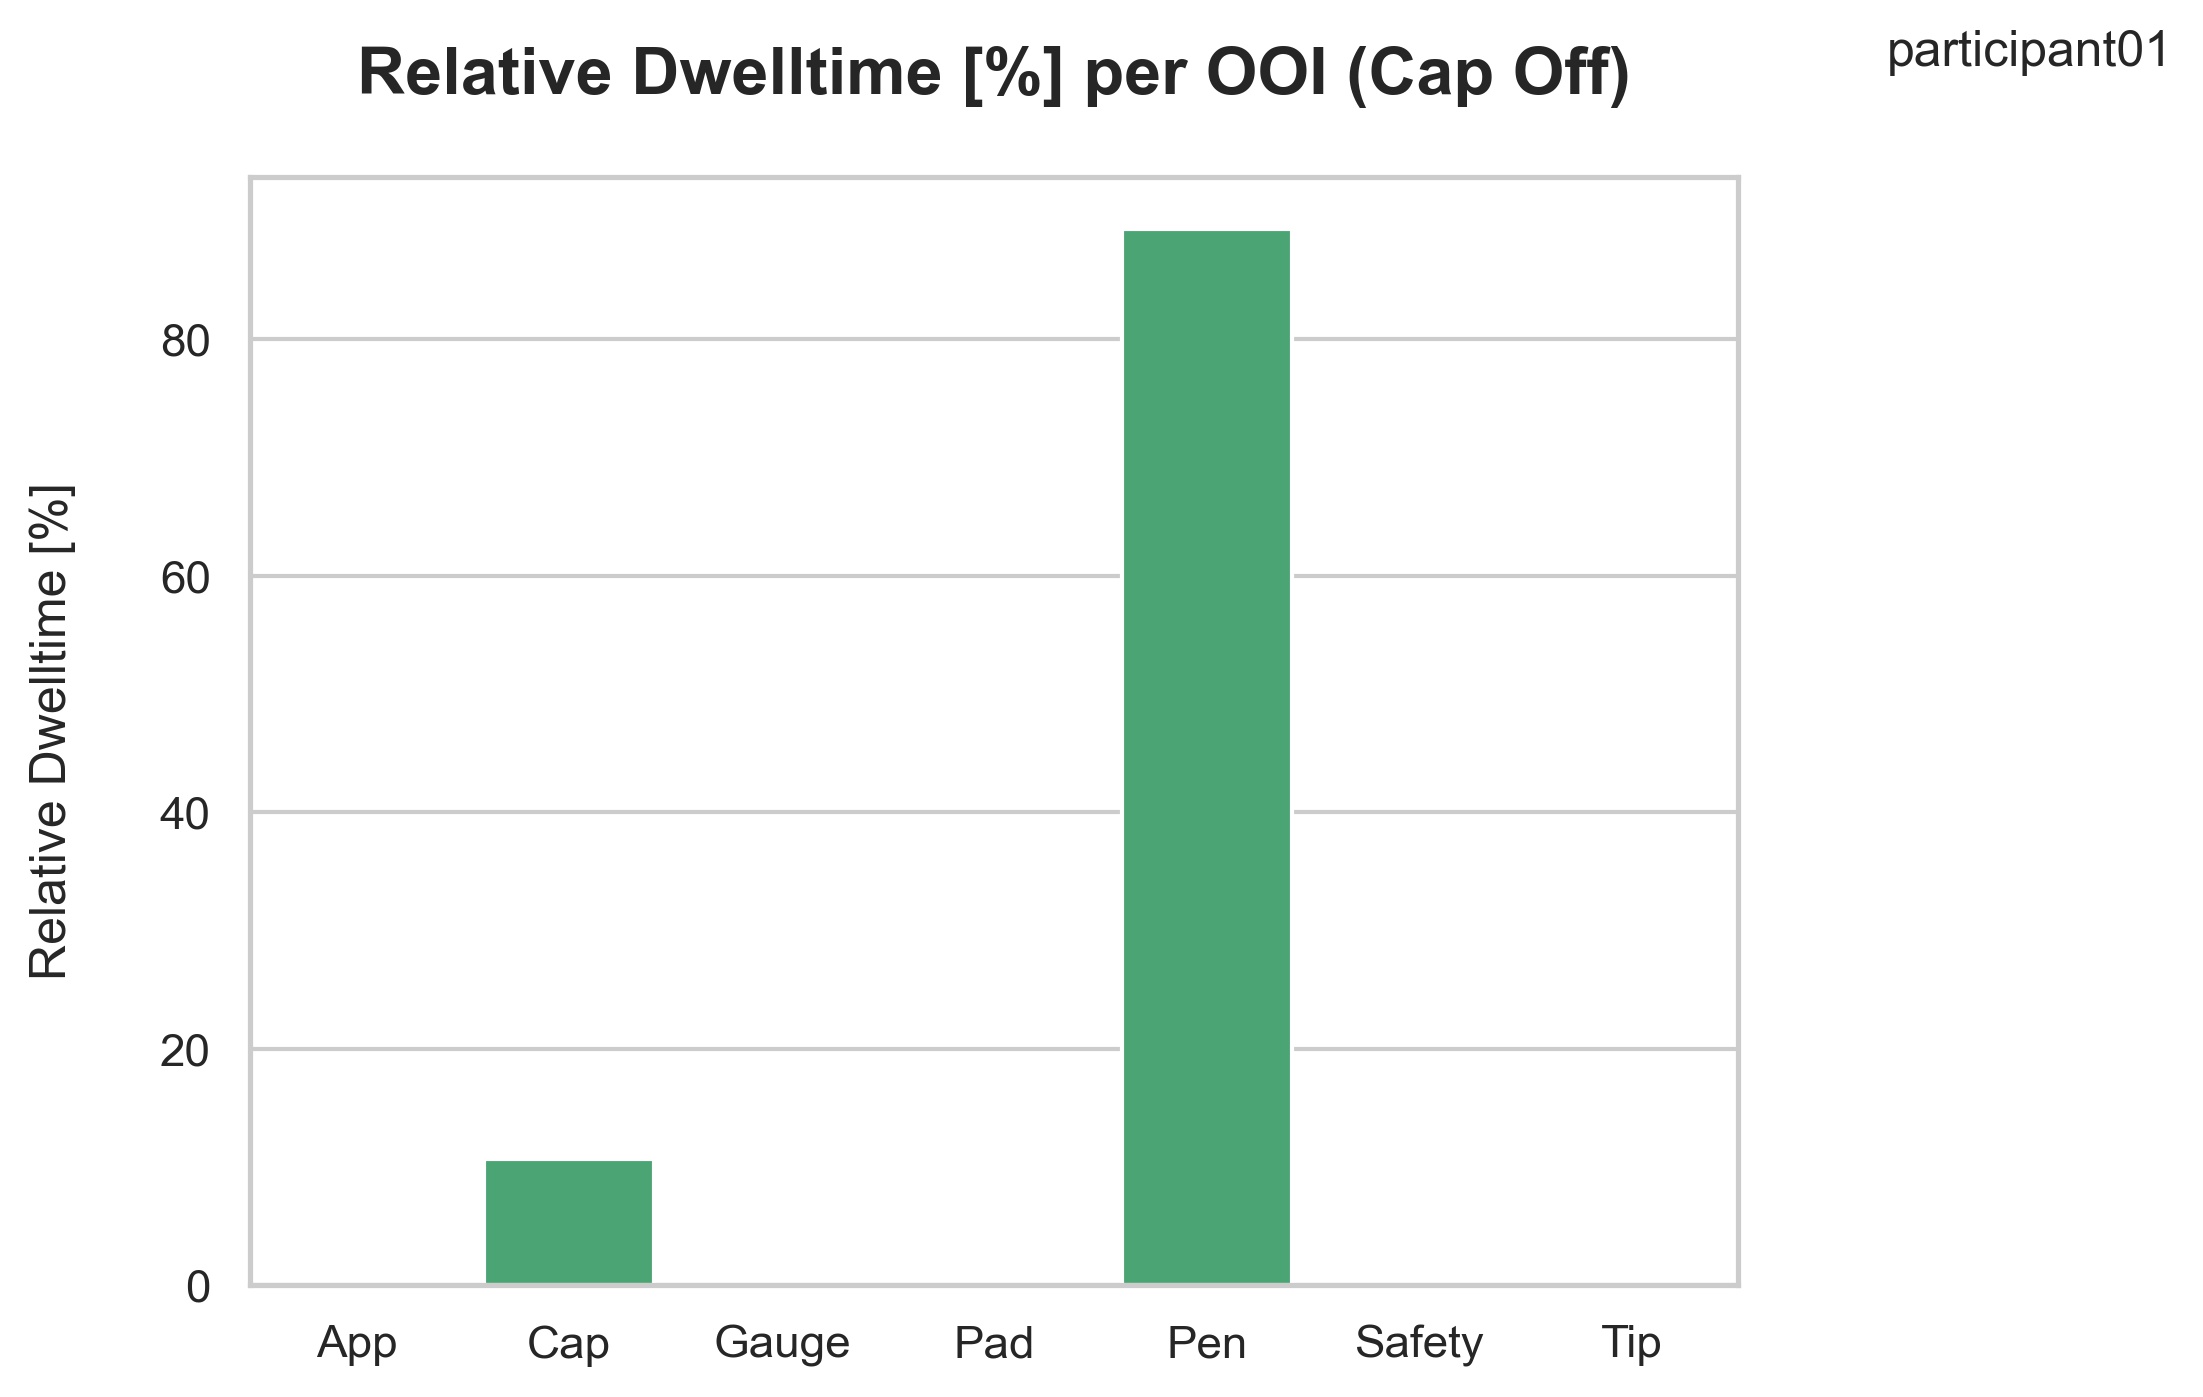 Relative Dwelltime [%] per OOI (Cap Off)
participant01
Relative Dwelltime [%]
80
60
40
20
0
App
Cap
Gauge
Pad
Pen
Safety
Tip